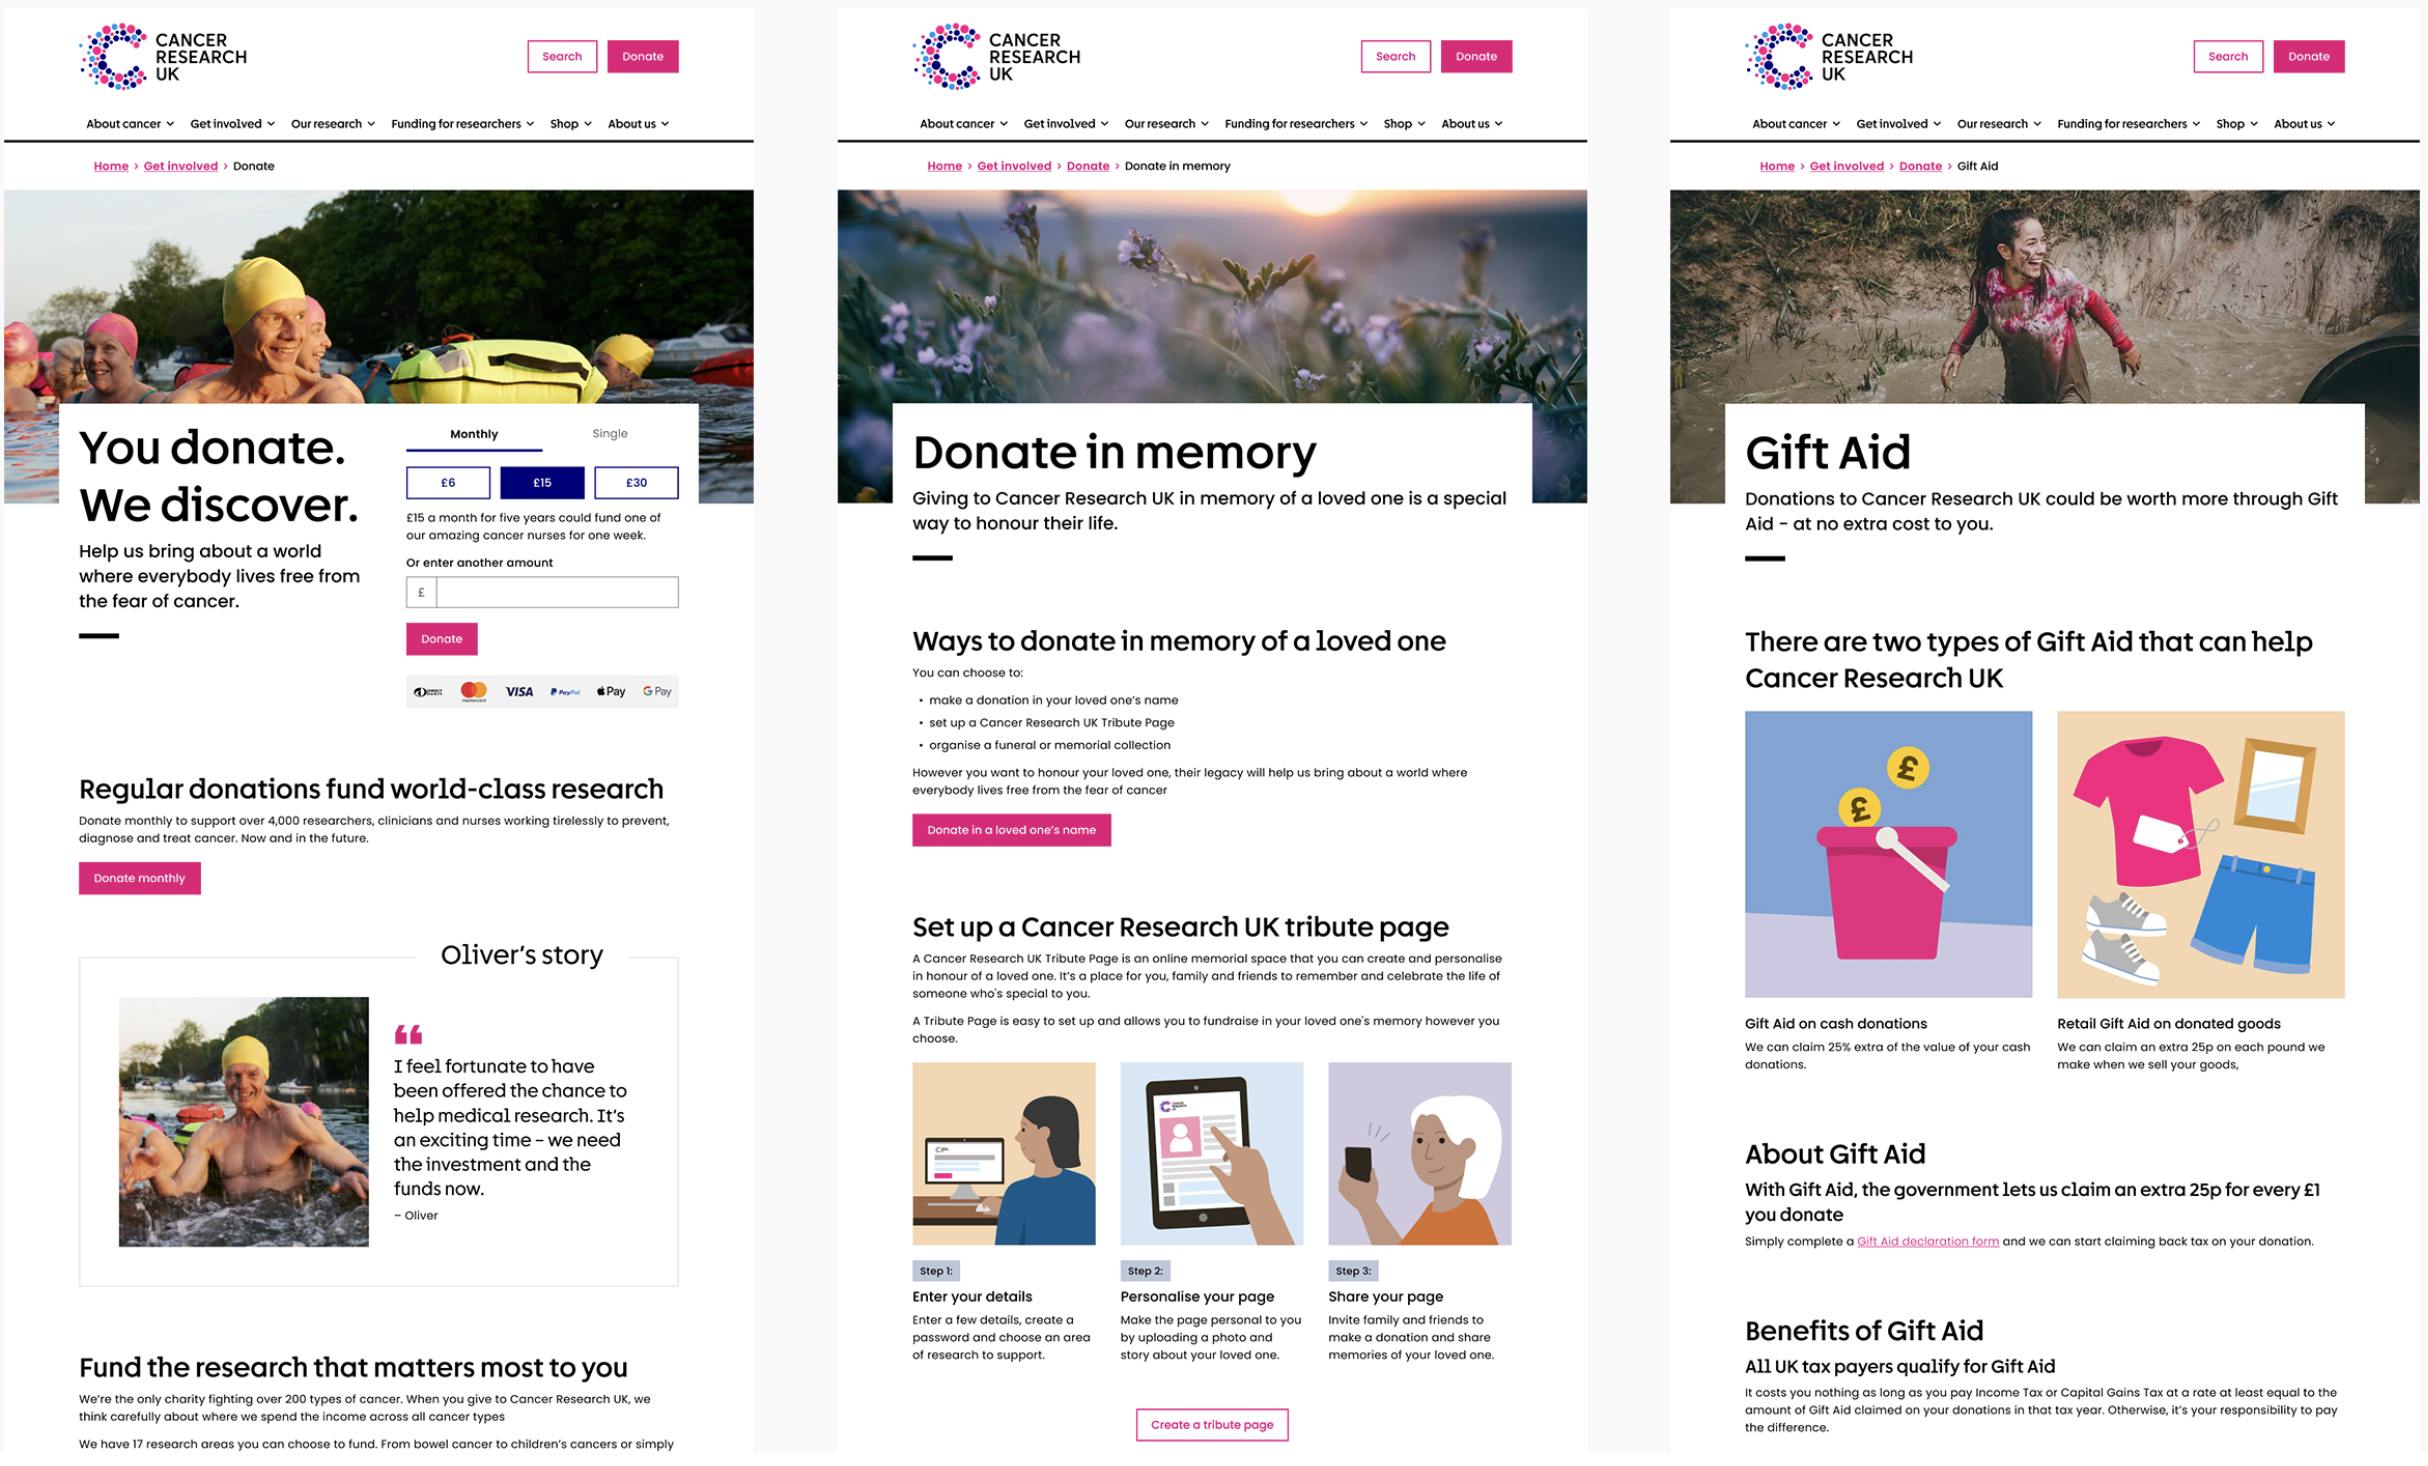 CANCER
RESEARCH
UK
Search
Donate
About cancer
Get involved
Our research
Funding for researchers
Shop
About us
Home > Get involved > Donate
You donate.
We discover.
Help us bring about a world
where everybody lives free from
the fear of cancer.
Monthly
Single
£6
£15
£30
£15 a month for five years could fund one of
our amazing cancer nurses for one week.
Or enter another amount
£
Donate
mastercard
VISA
PayPal
Pay
G Pay
Regular donations fund world-class research
Donate monthly to support over 4,000 researchers, clinicians and nurses working tirelessly to prevent,
diagnose and treat cancer. Now and in the future.
Donate monthly
Oliver's story
I feel fortunate to have
been offered the chance to
help medical research. It's
an exciting time – we need
the investment and the
funds now.
– Oliver
Fund the research that matters most to you
We're the only charity fighting over 200 types of cancer. When you give to Cancer Research UK, we
think carefully about where we spend the income across all cancer types
We have 17 research areas you can choose to fund. From bowel cancer to children's cancers or simply
CANCER
RESEARCH
UK
Search
Donate
About cancer
Get involved
Our research
Funding for researchers
Shop
About us
Home > Get involved > Donate > Donate in memory
Donate in memory
Giving to Cancer Research UK in memory of a loved one is a special
way to honour their life.
Ways to donate in memory of a loved one
You can choose to:
• make a donation in your loved one's name
• set up a Cancer Research UK Tribute Page
• organise a funeral or memorial collection
However you want to honour your loved one, their legacy will help us bring about a world where
everybody lives free from the fear of cancer
Donate in a loved one's name
Set up a Cancer Research UK tribute page
A Cancer Research UK Tribute Page is an online memorial space that you can create and personalise
in honour of a loved one. It's a place for you, family and friends to remember and celebrate the life of
someone who's special to you.
A Tribute Page is easy to set up and allows you to fundraise in your loved one's memory however you
choose.
CANCER
RESEARCH
UK
Step 1:
Enter your details
Enter a few details, create a
password and choose an area
of research to support.
Step 2:
Personalise your page
Make the page personal to you
by uploading a photo and
story about your loved one.
Step 3:
Share your page
Invite family and friends to
make a donation and share
memories of your loved one.
Create a tribute page
CANCER
RESEARCH
UK
Search
Donate
About cancer
Get involved
Our research
Funding for researchers
Shop
About us
Home > Get involved > Donate > Gift Aid
Gift Aid
Donations to Cancer Research UK could be worth more through Gift
Aid – at no extra cost to you.
There are two types of Gift Aid that can help
Cancer Research UK
£
£
Gift Aid on cash donations
We can claim 25% extra of the value of your cash
donations.
Retail Gift Aid on donated goods
We can claim an extra 25p on each pound we
make when we sell your goods,
About Gift Aid
With Gift Aid, the government lets us claim an extra 25p for every £1
you donate
Simply complete a Gift Aid declaration form and we can start claiming back tax on your donation.
Benefits of Gift Aid
All UK tax payers qualify for Gift Aid
It costs you nothing as long as you pay Income Tax or Capital Gains Tax at a rate at least equal to the
amount of Gift Aid claimed on your donations in that tax year. Otherwise, it's your responsibility to pay
the difference.